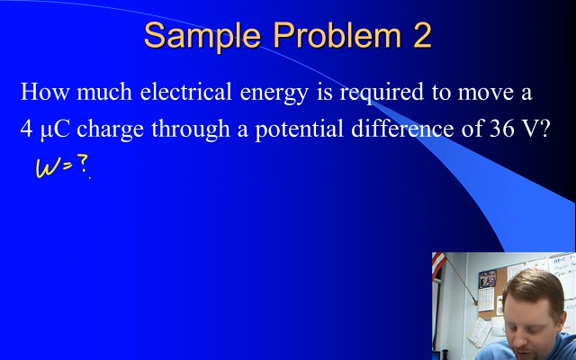 Sample Problem 2
How much electrical energy is required to move a
4 μC charge through a potential difference of 36 V?
W = ?